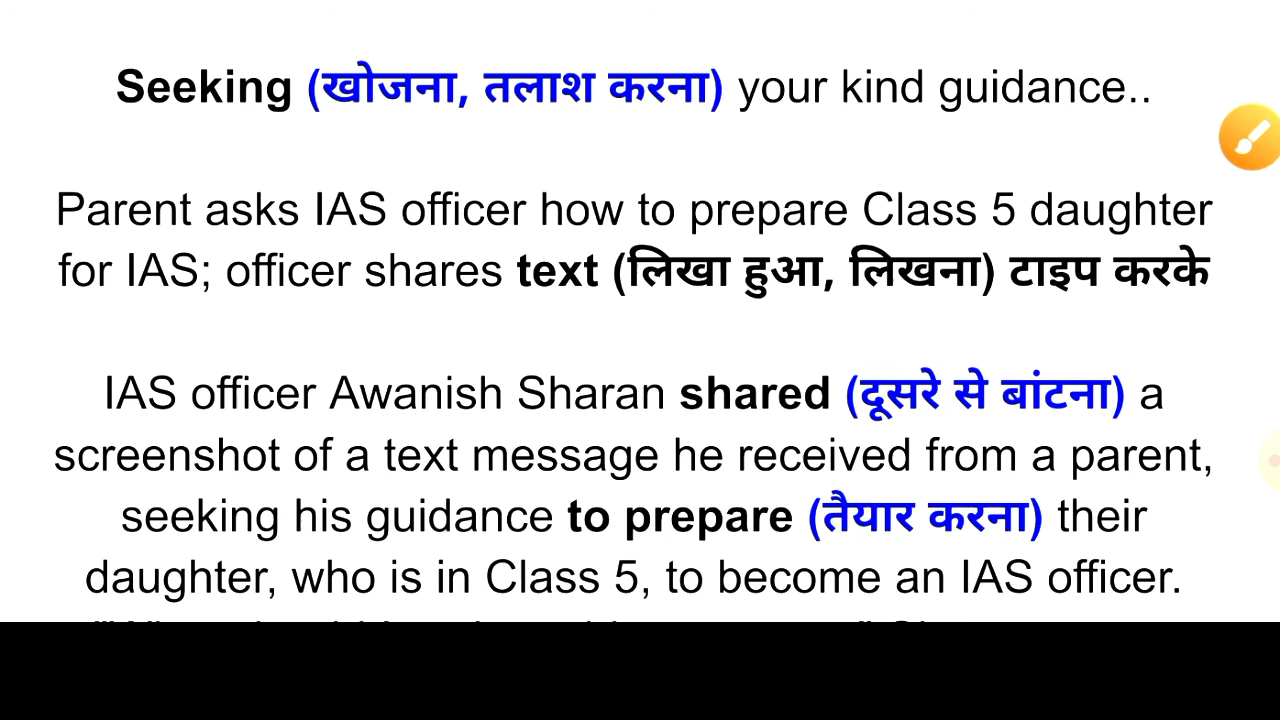 Seeking (खोजना, तलाश करना) your kind guidance..
Parent asks IAS officer how to prepare Class 5 daughter
for IAS; officer shares text (लिखा हुआ, लिखना) टाइप करके
IAS officer Awanish Sharan shared (दूसरे से बांटना) a
screenshot of a text message he received from a parent,
seeking his guidance to prepare (तैयार करना) their
daughter, who is in Class 5, to become an IAS officer.